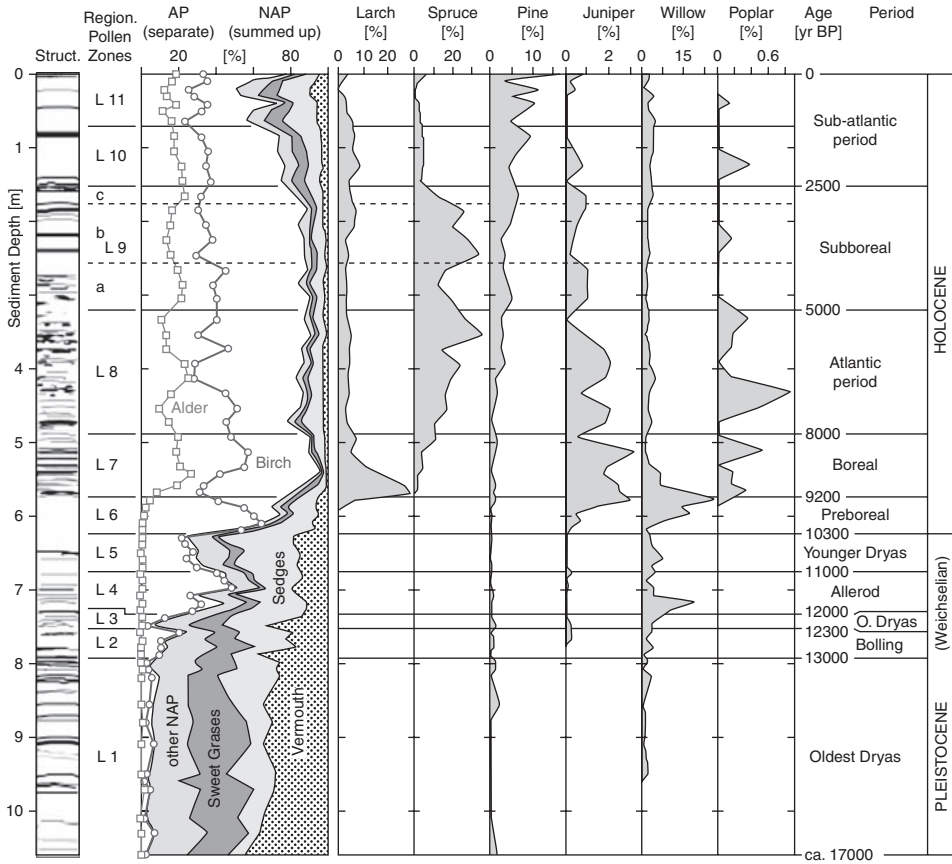 Region. AP NAP Larch Spruce Pine Juniper Willow Poplar Age Period
Pollen (separate) (summed up) [%] [%] [%] [%] [%] [%] [yr BP]
Struct. Zones 20 [%] 80 0 10 20 0 20 0 10 0 2 0 15 0 0.6
0 0
L 11
Sub-atlantic
period
1
L 10
2500
c
b
L 9 Subboreal
a
5000
Sediment Depth [m]
HOLOCENE
4 L 8 Atlantic
period
Alder
8000
5
L 7 Birch Boreal
9200
6 L 6 Preboreal
10300
L 5 Younger Dryas
Sedges
11000
7 L 4 Allerod
12000
L 3 O. Dryas
12300
L 2 Bolling
13000
8
(Weichselian)
other NAP
Sweet Grases
Vermouth
9
L 1 Oldest Dryas
PLEISTOCENE
10
ca. 17000